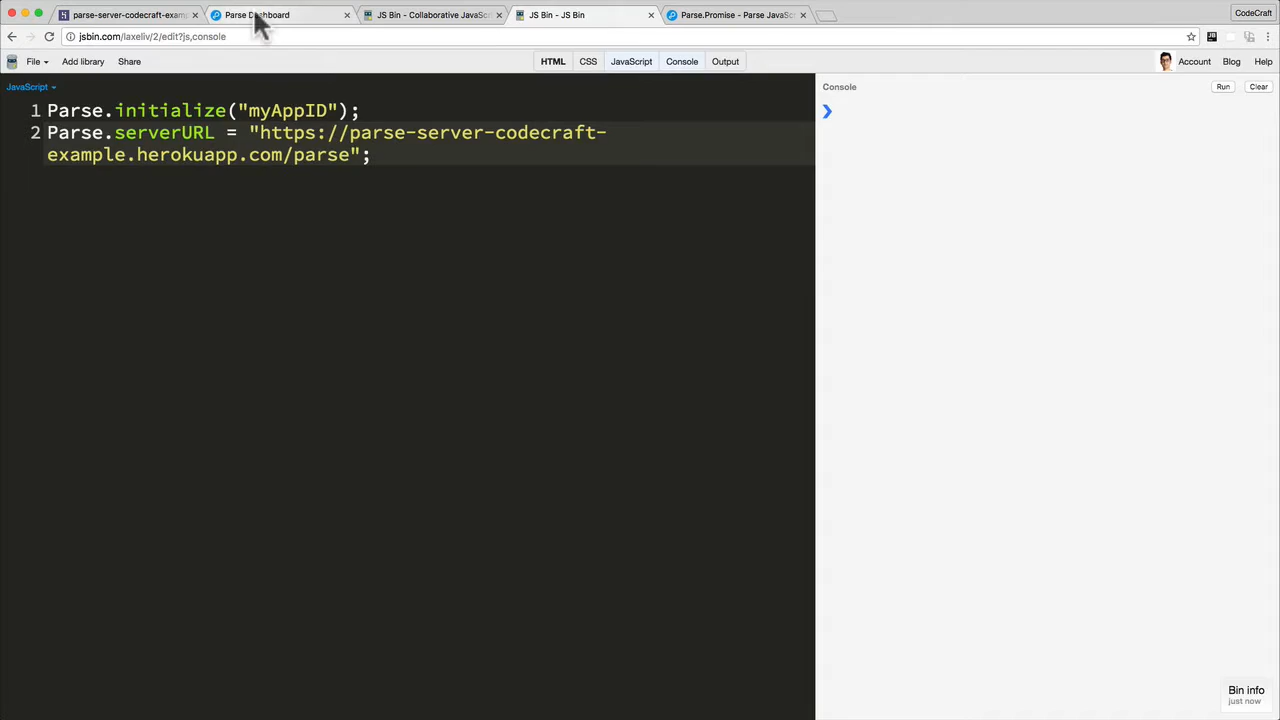 parse-server-codecraft-exam
Parse Dashboard
JS Bin - Collaborative JavaSc
JS Bin - JS Bin
Parse.Promise - Parse JavaSc
CodeCraft
jsbin.com/laxeliv/2/edit?js,console
File
Add library
Share
HTML
CSS
JavaScript
Console
Output
Account
Blog
Help
JavaScript
Console
Run
Clear
1 Parse.initialize("myAppID");
2 Parse.serverURL = "https://parse-server-codecraft-
example.herokuapp.com/parse";
Bin info
just now